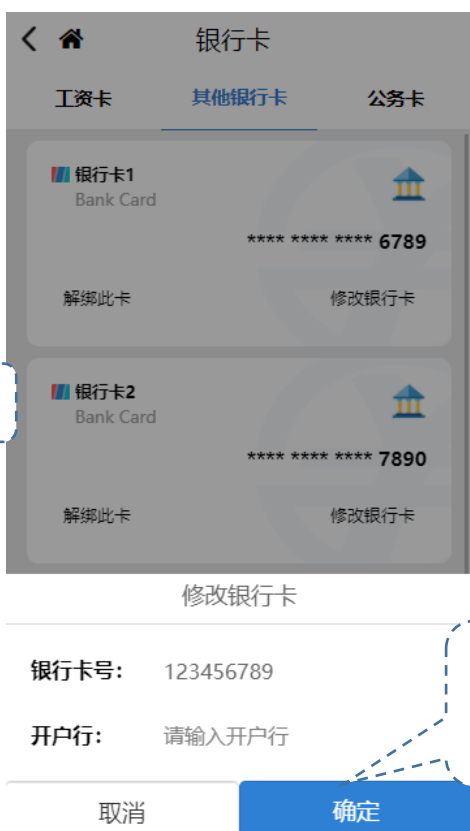 银行卡
工资卡 其他银行卡 公务卡
银行卡1
Bank Card
**** **** **** 6789
解绑此卡 修改银行卡
银行卡2
Bank Card
**** **** **** 7890
解绑此卡 修改银行卡
修改银行卡
银行卡号: 123456789
开户行: 请输入开户行
取消 确定